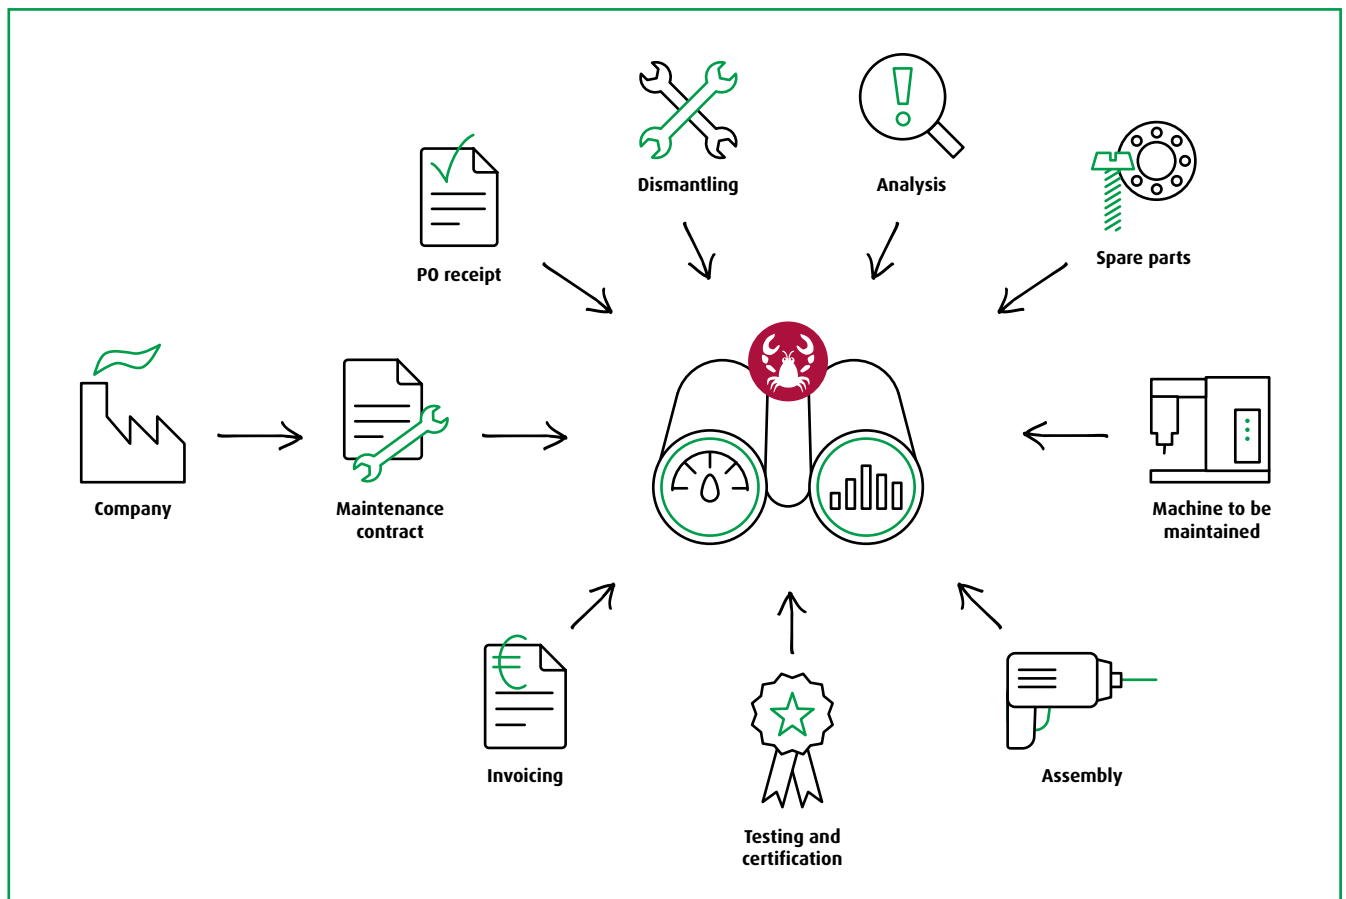 Dismantling
Analysis
PO receipt
Spare parts
Company
Maintenance
contract
Machine to be
maintained
Invoicing
Assembly
Testing and
certification